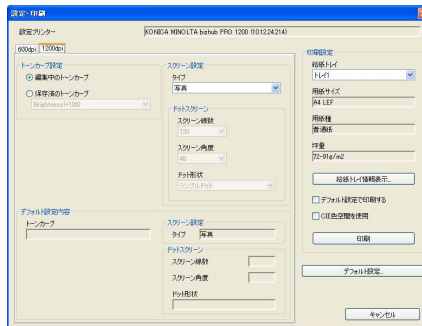 設定・印刷
設定プリンター
KONICA MINOLTA bizhub PRO 1200 (10.12.24.214)
600dpi
1200dpi
トーンカーブ設定
編集中のトーンカーブ
保存済のトーンカーブ
Brightness(+10%)
スクリーン設定
タイプ
写真
ドットスクリーン
スクリーン線数
133
スクリーン角度
45
ドット形状
シンプルドット
デフォルト設定内容
トーンカーブ
スクリーン設定
タイプ
写真
ドットスクリーン
スクリーン線数
スクリーン角度
ドット形状
印刷設定
給紙トレイ
トレイ1
用紙サイズ
A4 LEF
用紙種
普通紙
坪量
72-91g/m2
給紙トレイ情報表示...
デフォルト設定で印刷する
CIE色空間を使用
印刷
デフォルト設定...
キャンセル